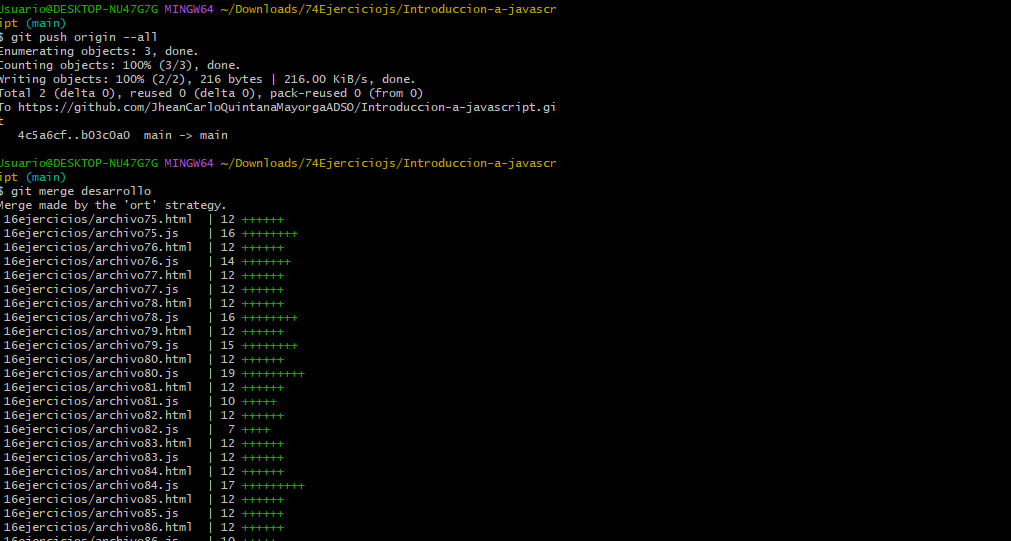 Usuario@DESKTOP-NU47G7G MINGW64 ~/Downloads/74Ejerciciojs/Introduccion-a-javascr
ipt (main)
$ git push origin --all
Enumerating objects: 3, done.
Counting objects: 100% (3/3), done.
Writing objects: 100% (2/2), 216 bytes | 216.00 KiB/s, done.
Total 2 (delta 0), reused 0 (delta 0), pack-reused 0 (from 0)
To https://github.com/JheanCarloQuintanaMayorgaADSO/Introduccion-a-javascript.gi
t
   4c5a6cf..b03c0a0  main -> main
Usuario@DESKTOP-NU47G7G MINGW64 ~/Downloads/74Ejerciciojs/Introduccion-a-javascr
ipt (main)
$ git merge desarrollo
Merge made by the 'ort' strategy.
 16ejercicios/archivo75.html  | 12 ++++++
 16ejercicios/archivo75.js    | 16 ++++++++
 16ejercicios/archivo76.html  | 12 ++++++
 16ejercicios/archivo76.js    | 14 +++++++
 16ejercicios/archivo77.html  | 12 ++++++
 16ejercicios/archivo77.js    | 12 ++++++
 16ejercicios/archivo78.html  | 12 ++++++
 16ejercicios/archivo78.js    | 16 ++++++++
 16ejercicios/archivo79.html  | 12 ++++++
 16ejercicios/archivo79.js    | 15 ++++++++
 16ejercicios/archivo80.html  | 12 ++++++
 16ejercicios/archivo80.js    | 19 +++++++++
 16ejercicios/archivo81.html  | 12 ++++++
 16ejercicios/archivo81.js    | 10 +++++
 16ejercicios/archivo82.html  | 12 ++++++
 16ejercicios/archivo82.js    |  7 ++++
 16ejercicios/archivo83.html  | 12 ++++++
 16ejercicios/archivo83.js    | 12 ++++++
 16ejercicios/archivo84.html  | 12 ++++++
 16ejercicios/archivo84.js    | 17 +++++++++
 16ejercicios/archivo85.html  | 12 ++++++
 16ejercicios/archivo85.js    | 12 ++++++
 16ejercicios/archivo86.html  | 12 ++++++
 16ejercicios/archivo86.js    | 10 +++++